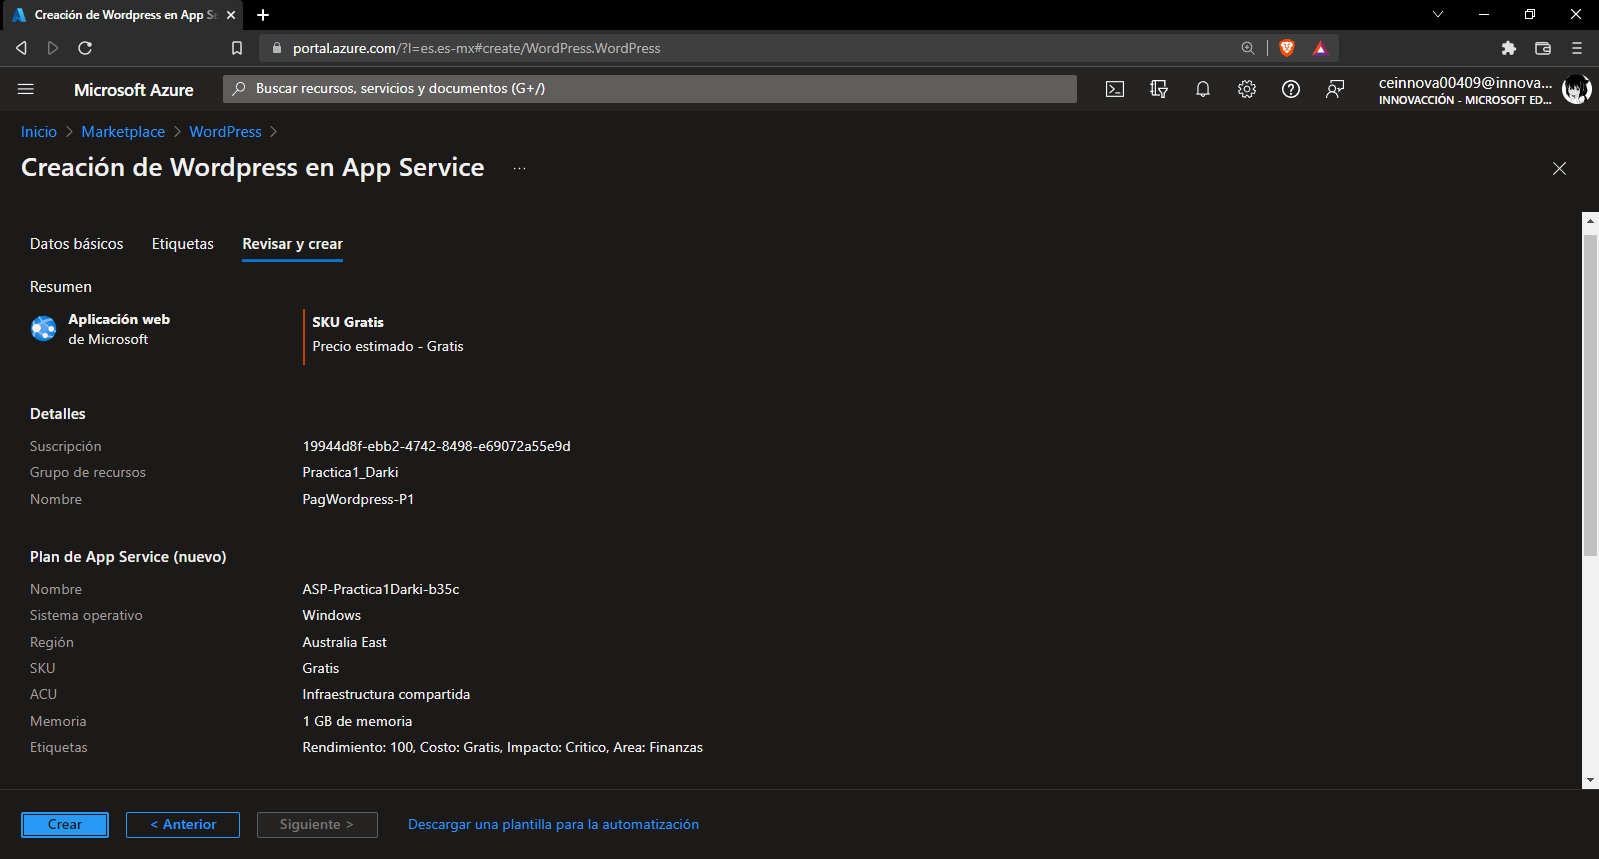 Creación de Wordpress en App Se
portal.azure.com/?l=es.es-mx#create/WordPress.WordPress
Microsoft Azure
Buscar recursos, servicios y documentos (G+/)
ceinnova00409@innova...
INNOVACCIÓN - MICROSOFT ED...
Inicio > Marketplace > WordPress >
Creación de Wordpress en App Service ...
Datos básicos Etiquetas Revisar y crear
Resumen
Aplicación web
de Microsoft
SKU Gratis
Precio estimado - Gratis
Detalles
Suscripción 19944d8f-ebb2-4742-8498-e69072a55e9d
Grupo de recursos Practica1_Darki
Nombre PagWordpress-P1
Plan de App Service (nuevo)
Nombre ASP-Practica1Darki-b35c
Sistema operativo Windows
Región Australia East
SKU Gratis
ACU Infraestructura compartida
Memoria 1 GB de memoria
Etiquetas Rendimiento: 100, Costo: Gratis, Impacto: Critico, Area: Finanzas
Crear < Anterior Siguiente > Descargar una plantilla para la automatización